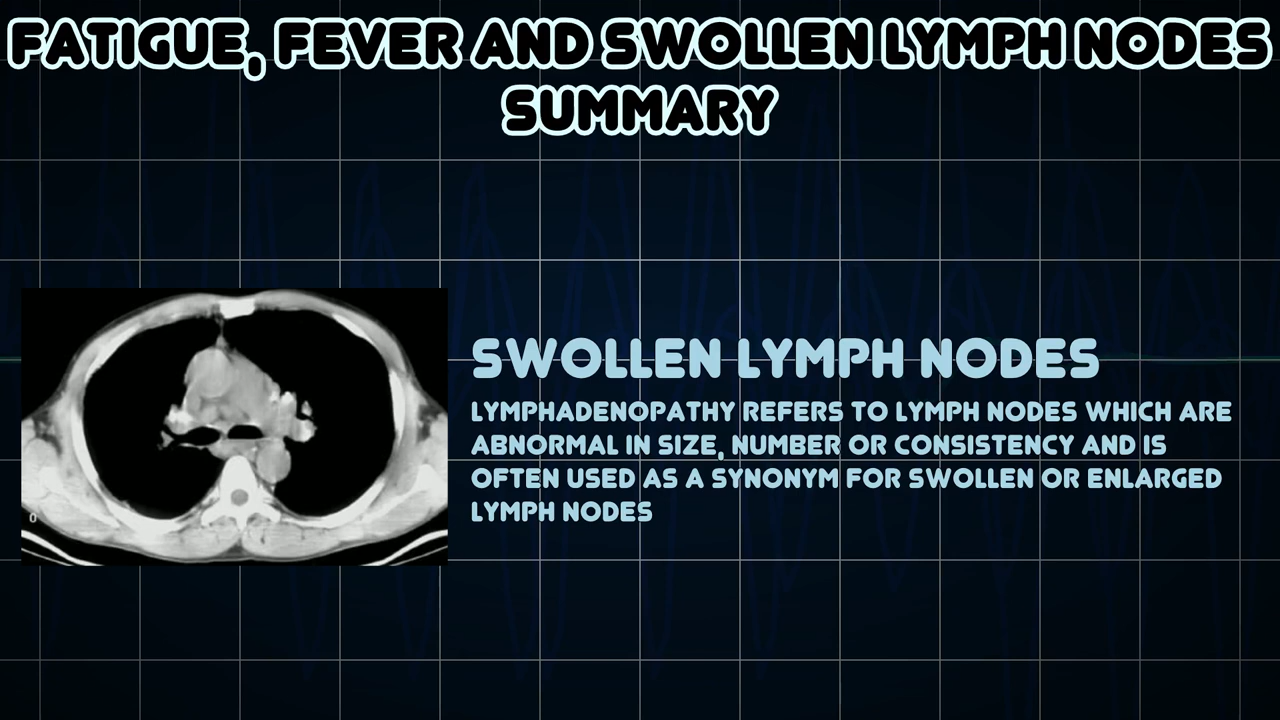 FATIGUE, FEVER AND SWOLLEN LYMPH NODES
SUMMARY
SWOLLEN LYMPH NODES
LYMPHADENOPATHY REFERS TO LYMPH NODES WHICH ARE
ABNORMAL IN SIZE, NUMBER OR CONSISTENCY AND IS
OFTEN USED AS A SYNONYM FOR SWOLLEN OR ENLARGED
LYMPH NODES
0